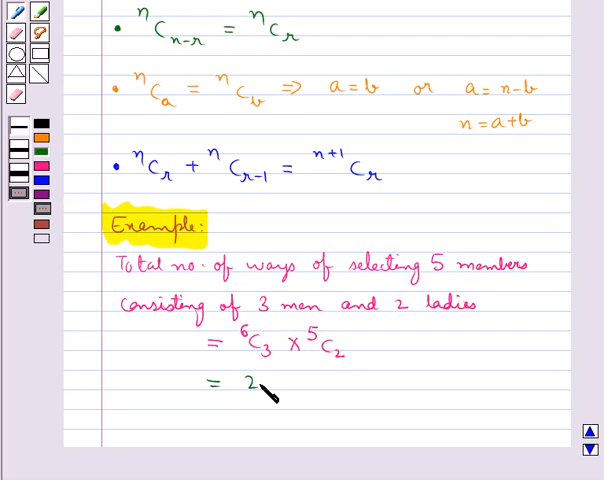 • ⁿC_{n-r} = ⁿC_r
• ⁿC_a = ⁿC_b => a = b or a = n-b
n = a+b
• ⁿC_r + ⁿC_{r-1} = ⁿ⁺¹C_r
Example:
Total no. of ways of selecting 5 members
consisting of 3 men and 2 ladies
= ⁶C₃ × ⁵C₂
= 2